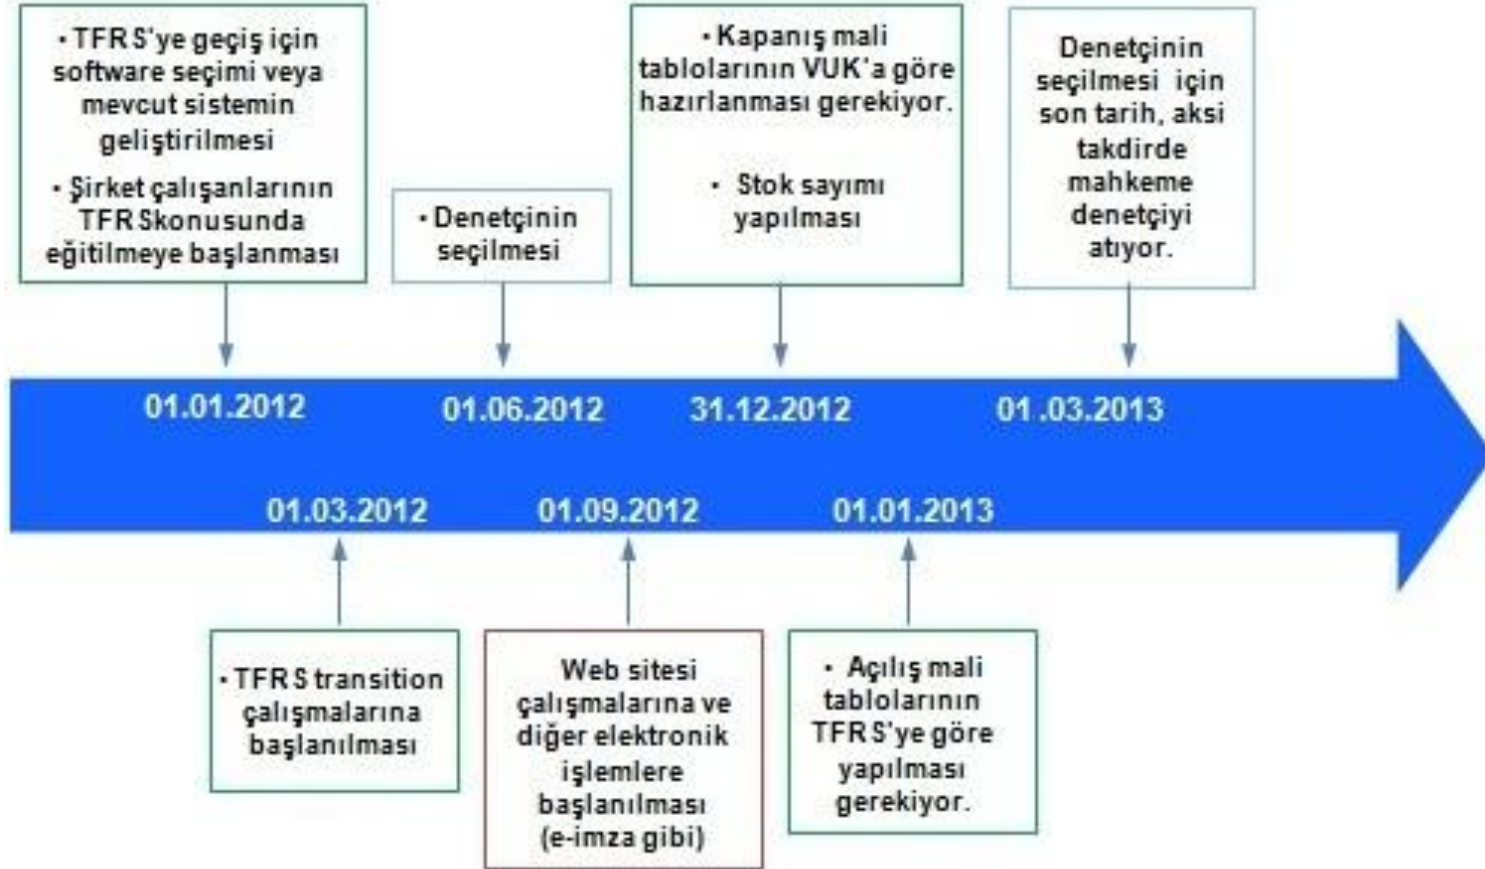 • TFRS'ye geçiş için
software seçimi veya
mevcut sistemin
geliştirilmesi
• Şirket çalışanlarının
TFRSkonusunda
eğitilmeye başlanması
• Denetçinin
seçilmesi
• Kapanış mali
tablolarının VUK'a göre
hazırlanması gerekiyor.
• Stok sayımı
yapılması
Denetçinin
seçilmesi için
son tarih, aksi
takdirde
mahkeme
denetçiyi
atıyor.
01.01.2012
01.06.2012
31.12.2012
01.03.2013
01.03.2012
01.09.2012
01.01.2013
• TFRS transition
çalışmalarına
başlanılması
Web sitesi
çalışmalarına ve
diğer elektronik
işlemlere
başlanılması
(e-imza gibi)
• Açılış mali
tablolarının
TFRS'ye göre
yapılması
gerekiyor.